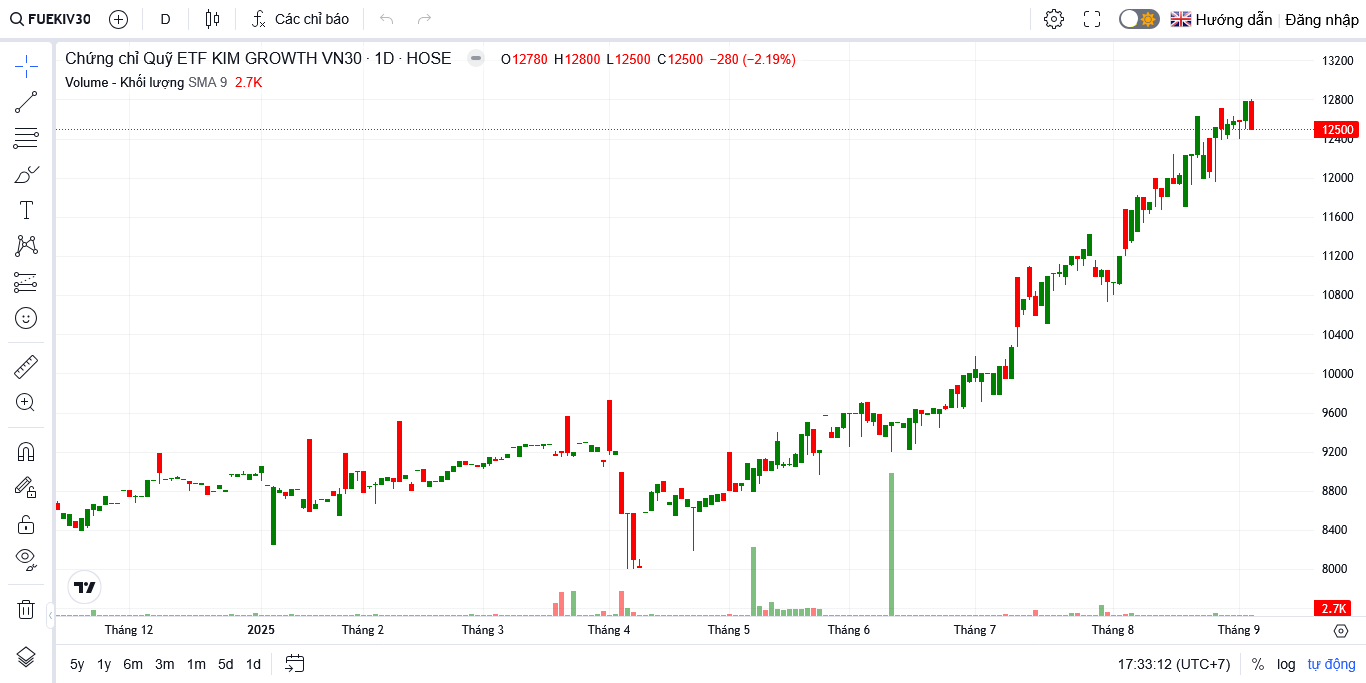 FUEKIV30 D Các chỉ báo Hướng dẫn Đăng nhập
Chứng chỉ Quỹ ETF KIM GROWTH VN30 · 1D · HOSE O12780 H12800 L12500 C12500 −280 (−2.19%)
Volume - Khối lượng SMA 9 2.7K
13200
12800
12500
12400
12000
11600
11200
10800
10400
10000
9600
9200
8800
8400
8000
2.7K
Tháng 12 2025 Tháng 2 Tháng 3 Tháng 4 Tháng 5 Tháng 6 Tháng 7 Tháng 8 Tháng 9
5y 1y 6m 3m 1m 5d 1d 17:33:12 (UTC+7) % log tự động